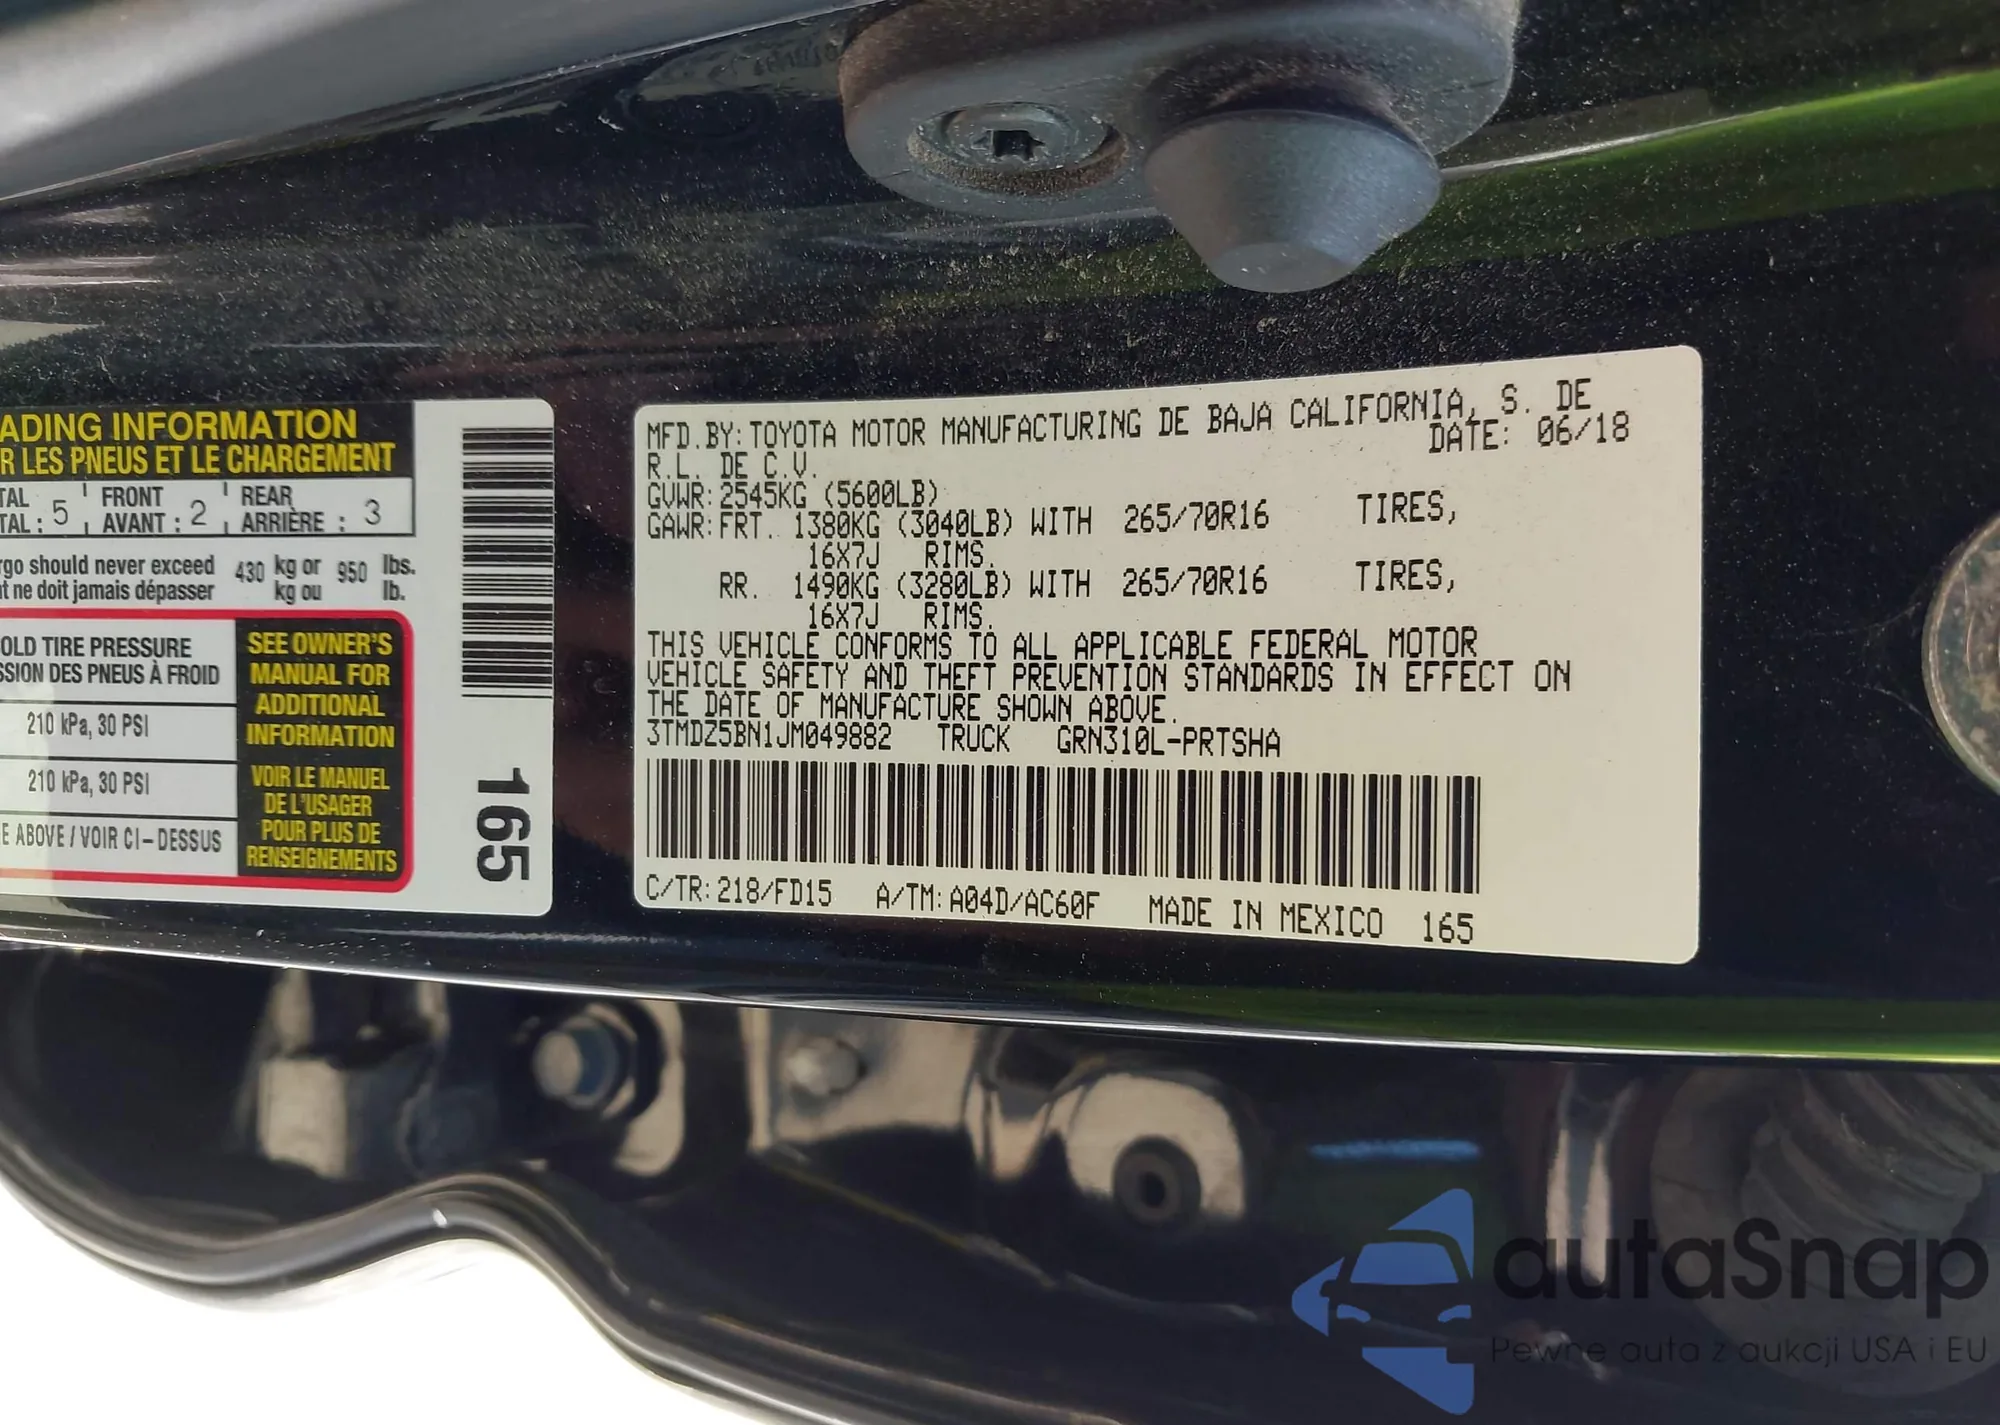 ADING INFORMATION
R LES PNEUS ET LE CHARGEMENT
TAL FRONT REAR
TAL : 5 AVANT : 2 ARRIÈRE : 3
rgo should never exceed 430 kg or 950 lbs.
nt ne doit jamais dépasser kg ou lb.
OLD TIRE PRESSURE
SSION DES PNEUS À FROID
210 kPa, 30 PSI
210 kPa, 30 PSI
E ABOVE / VOIR CI-DESSUS
SEE OWNER'S
MANUAL FOR
ADDITIONAL
INFORMATION
VOIR LE MANUEL
DE L'USAGER
POUR PLUS DE
RENSEIGNEMENTS
165
MFD.BY: TOYOTA MOTOR MANUFACTURING DE BAJA CALIFORNIA, S. DE
R.L. DE C.V. DATE: 06/18
GVWR: 2545KG (5600LB)
GAWR: FRT. 1380KG (3040LB) WITH 265/70R16 TIRES,
16X7J RIMS.
RR. 1490KG (3280LB) WITH 265/70R16 TIRES,
16X7J RIMS.
THIS VEHICLE CONFORMS TO ALL APPLICABLE FEDERAL MOTOR
VEHICLE SAFETY AND THEFT PREVENTION STANDARDS IN EFFECT ON
THE DATE OF MANUFACTURE SHOWN ABOVE.
3TMDZ5BN1JM049882 TRUCK GRN310L-PRTSHA
C/TR: 218/FD15 A/TM: A04D/AC60F MADE IN MEXICO 165
autaSnap
Pewne auta z aukcji USA i EU